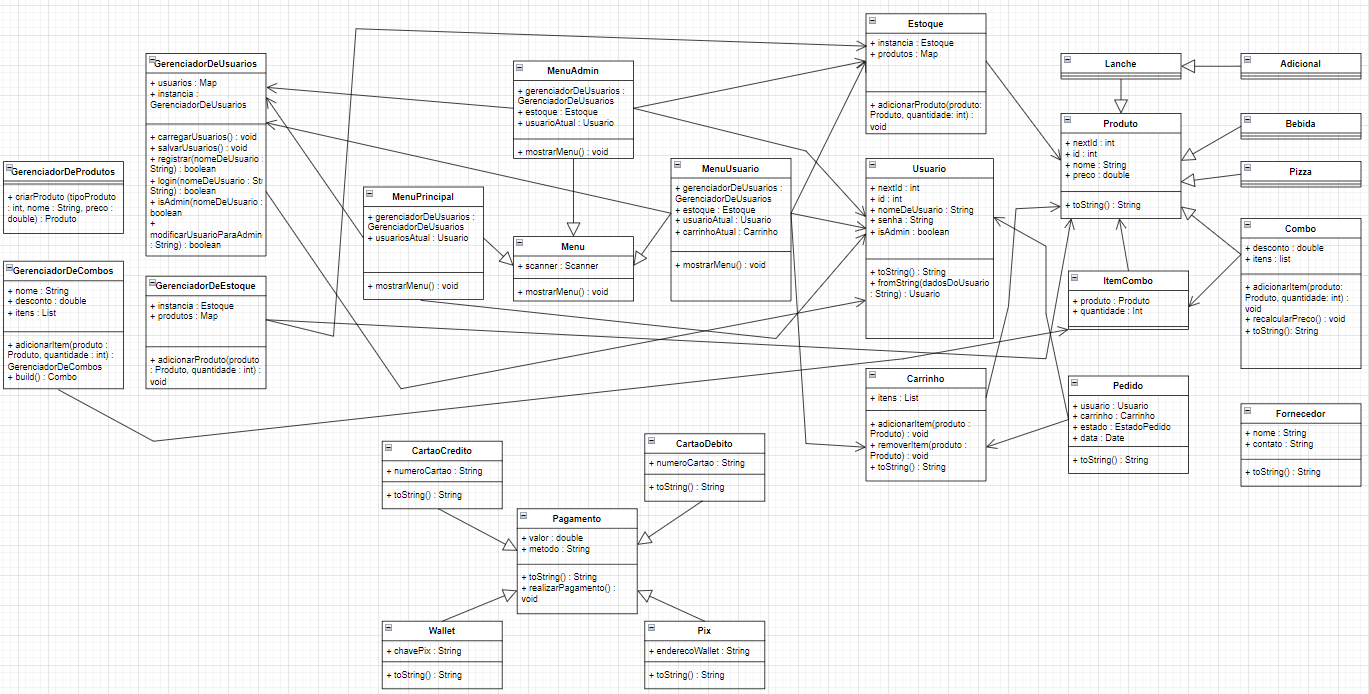 GerenciadorDeProdutos
+ criarProduto (tipoProduto
: int, nome : String, preco :
double) : Produto
GerenciadorDeCombos
+ nome : String
+ desconto : double
+ itens : List
+ adicionarItem(produto :
Produto, quantidade : int) :
GerenciadorDeCombos
+ build() : Combo
GerenciadorDeUsuarios
+ usuarios : Map
+ instancia :
GerenciadorDeUsuarios
+ carregarUsuarios() : void
+ salvarUsuarios() : void
+ registrar(nomeDeUsuario :
String) : boolean
+ login(nomeDeUsuario : Str
String) : boolean
+ isAdmin(nomeDeUsuario :
boolean
+
modificarUsuarioParaAdmin
: String) : boolean
GerenciadorDeEstoque
+ instancia : Estoque
+ produtos : Map
+ adicionarProduto(produto
: Produto, quantidade : int) :
void
MenuPrincipal
+ gerenciadorDeUsuarios :
GerenciadorDeUsuarios
+ usuariosAtual : Usuario
+ mostrarMenu() : void
MenuAdmin
+ gerenciadorDeUsuarios :
GerenciadorDeUsuarios
+ estoque : Estoque
+ usuarioAtual : Usuario
+ mostrarMenu() : void
Menu
+ scanner : Scanner
+ mostrarMenu() : void
MenuUsuario
+ gerenciadorDeUsuarios :
GerenciadorDeUsuarios
+ estoque : Estoque
+ usuarioAtual : Usuario
+ carrinhoAtual : Carrinho
+ mostrarMenu() : void
Estoque
+ instancia : Estoque
+ produtos : Map
+ adicionarProduto(produto:
Produto, quantidade: int) :
void
Usuario
+ nextId : int
+ id : int
+ nomeDeUsuario : String
+ senha : String
+ isAdmin : boolean
+ toString() : String
+ fromString(dadosDoUsuario
: String) : Usuario
Carrinho
+ itens : List
+ adicionarItem(produto :
Produto) : void
+ removerItem(produto :
Produto) : void
+ toString() : String
Lanche
Adicional
Produto
+ nextId : int
+ id : int
+ nome : String
+ preco : double
+ toString() : String
Bebida
Pizza
Combo
+ desconto : double
+ itens : list
+ adicionarItem(produto:
Produto, quantidade: int) :
void
+ recalcularPreco() : void
+ toString(): String
ItemCombo
+ produto : Produto
+ quantidade : Int
Pedido
+ usuario : Usuario
+ carrinho : Carrinho
+ estado : EstadoPedido
+ data : Date
+ toString() : String
Fornecedor
+ nome : String
+ contato : String
+ toString() : String
CartaoCredito
+ numeroCartao : String
+ toString() : String
CartaoDebito
+ numeroCartao : String
+ toString() : String
Pagamento
+ valor : double
+ metodo : String
+ toString() : String
+ realizarPagamento() :
void
Wallet
+ chavePix : String
+ toString() : String
Pix
+ enderecoWallet : String
+ toString() : String